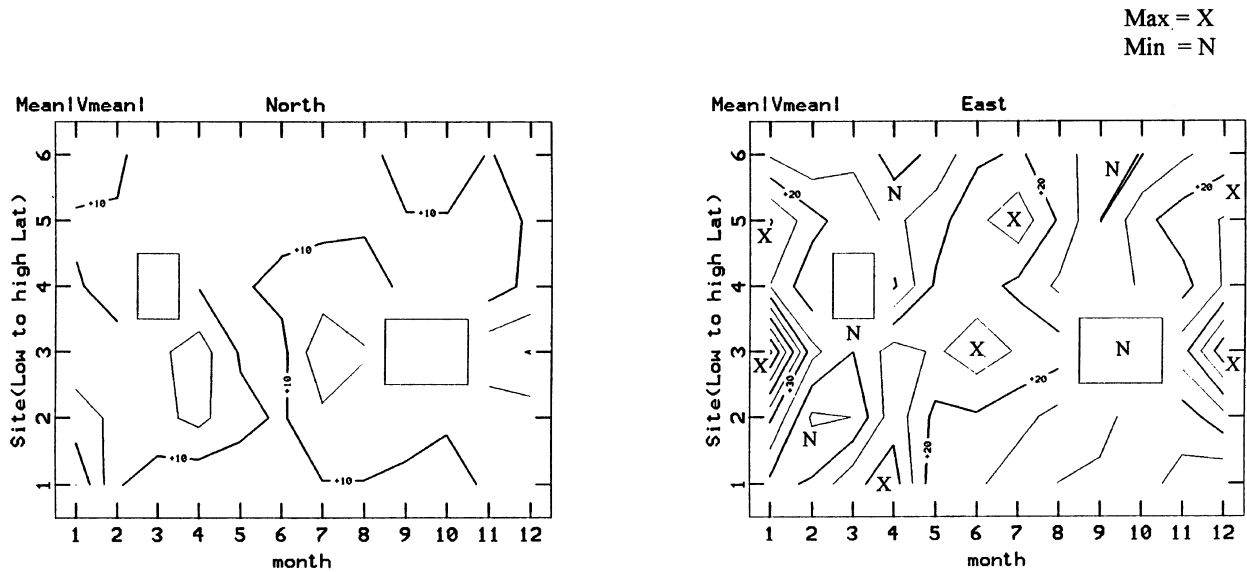 Max = X
Min = N
Mean|Vmean| North
Mean|Vmean| East
Site(Low to high Lat)
6
5
4
3
2
1
+10
+10
+10
+10
+10
+10
1 2 3 4 5 6 7 8 9 10 11 12
month
Site(Low to high Lat)
6
5
4
3
2
1
N
N
+20
+20
+20
X
X
X
N
N
X
X
N
X
+30
+20
N
+20
X
1 2 3 4 5 6 7 8 9 10 11 12
month